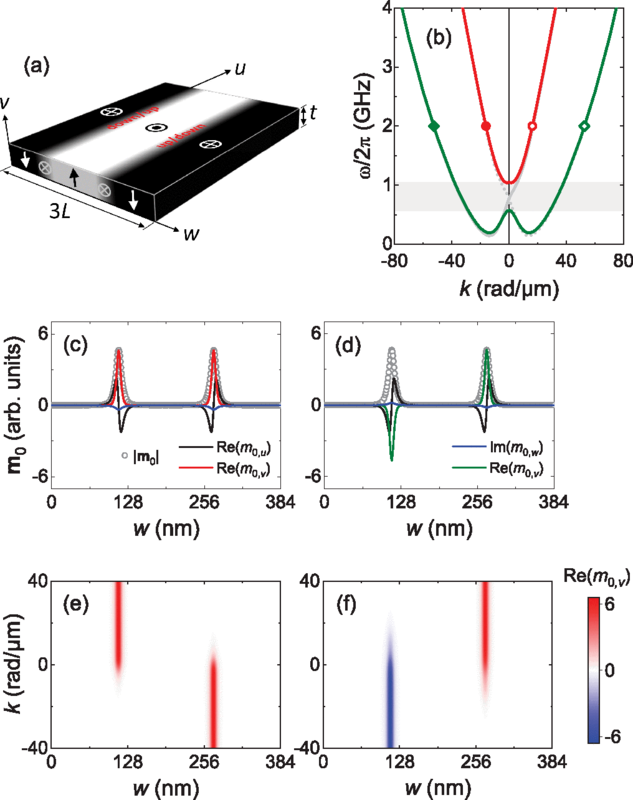 (a)
u
v
t
down/up
up/down
3L
w
(b)
ω/2π (GHz)
4
3
2
1
0
-80 -40 0 40 80
k (rad/μm)
(c)
m₀ (arb. units)
6
0
-6
|m₀|
Re(m₀,ᵤ)
Re(m₀,ᵥ)
0 128 256 384
w (nm)
(d)
Im(m₀,w)
Re(m₀,ᵥ)
0 128 256 384
w (nm)
(e)
k (rad/μm)
40
0
-40
0 128 256 384
w (nm)
(f)
0 128 256 384
w (nm)
Re(m₀,ᵥ)
6
0
-6